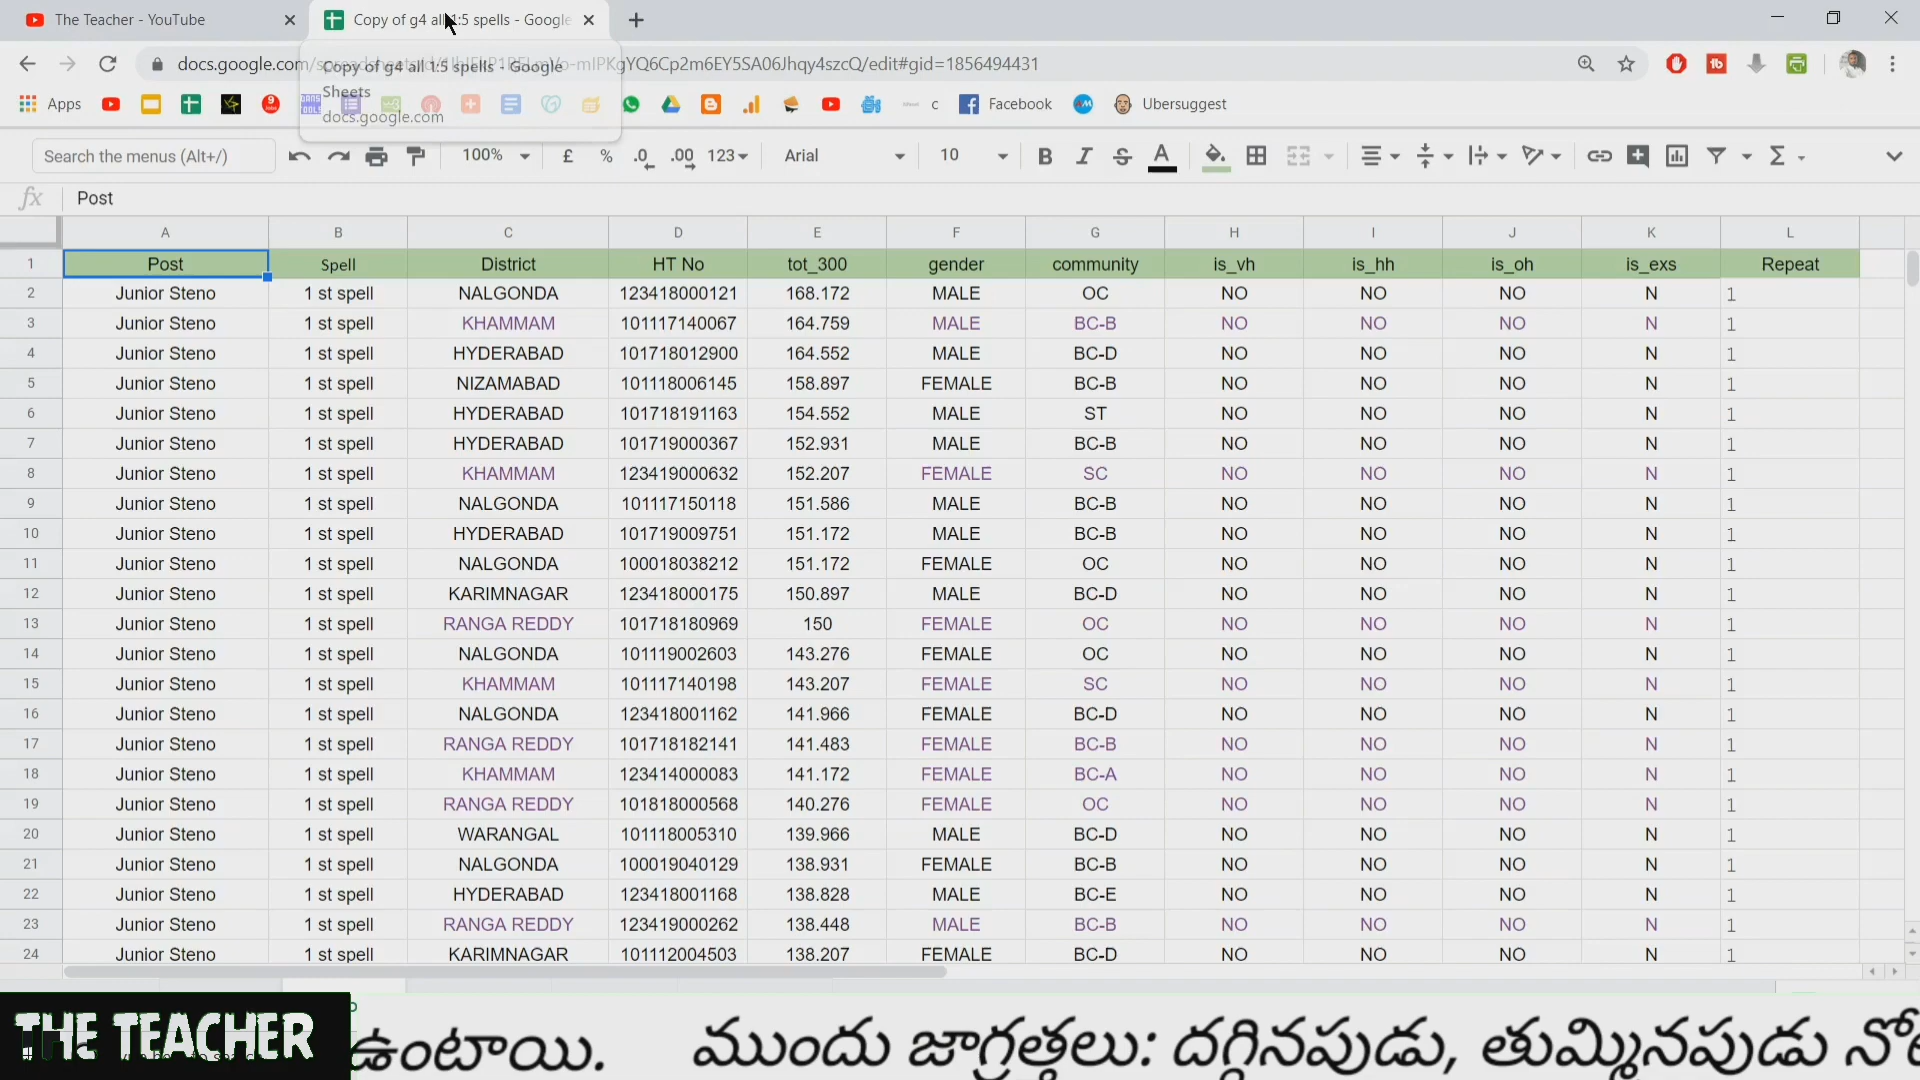 The Teacher - YouTube
Copy of g4 all 1:5 spells - Google
docs.google.com/
gYQ6Cp2m6EY5SA06Jhqy4szcQ/edit#gid=1856494431
Copy of g4 all 1:5 spells - Google
Sheets
docs.google.com
Apps
c
Facebook
Ubersuggest
Search the menus (Alt+/)
100%
£
%
.0
.00
123
Arial
10
B
I
S
A
Σ
fx Post
A B C D E F G H I J K L
1 Post Spell District HT No tot_300 gender community is_vh is_hh is_oh is_exs Repeat
2 Junior Steno 1 st spell NALGONDA 123418000121 168.172 MALE OC NO NO NO N 1
3 Junior Steno 1 st spell KHAMMAM 101117140067 164.759 MALE BC-B NO NO NO N 1
4 Junior Steno 1 st spell HYDERABAD 101718012900 164.552 MALE BC-D NO NO NO N 1
5 Junior Steno 1 st spell NIZAMABAD 101118006145 158.897 FEMALE BC-B NO NO NO N 1
6 Junior Steno 1 st spell HYDERABAD 101718191163 154.552 MALE ST NO NO NO N 1
7 Junior Steno 1 st spell HYDERABAD 101719000367 152.931 MALE BC-B NO NO NO N 1
8 Junior Steno 1 st spell KHAMMAM 123419000632 152.207 FEMALE SC NO NO NO N 1
9 Junior Steno 1 st spell NALGONDA 101117150118 151.586 MALE BC-B NO NO NO N 1
10 Junior Steno 1 st spell HYDERABAD 101719009751 151.172 MALE BC-B NO NO NO N 1
11 Junior Steno 1 st spell NALGONDA 100018038212 151.172 FEMALE OC NO NO NO N 1
12 Junior Steno 1 st spell KARIMNAGAR 123418000175 150.897 MALE BC-D NO NO NO N 1
13 Junior Steno 1 st spell RANGA REDDY 101718180969 150 FEMALE OC NO NO NO N 1
14 Junior Steno 1 st spell NALGONDA 101119002603 143.276 FEMALE OC NO NO NO N 1
15 Junior Steno 1 st spell KHAMMAM 101117140198 143.207 FEMALE SC NO NO NO N 1
16 Junior Steno 1 st spell NALGONDA 123418001162 141.966 FEMALE BC-D NO NO NO N 1
17 Junior Steno 1 st spell RANGA REDDY 101718182141 141.483 FEMALE BC-B NO NO NO N 1
18 Junior Steno 1 st spell KHAMMAM 123414000083 141.172 FEMALE BC-A NO NO NO N 1
19 Junior Steno 1 st spell RANGA REDDY 101818000568 140.276 FEMALE OC NO NO NO N 1
20 Junior Steno 1 st spell WARANGAL 101118005310 139.966 MALE BC-D NO NO NO N 1
21 Junior Steno 1 st spell NALGONDA 100019040129 138.931 FEMALE BC-B NO NO NO N 1
22 Junior Steno 1 st spell HYDERABAD 123418001168 138.828 MALE BC-E NO NO NO N 1
23 Junior Steno 1 st spell RANGA REDDY 123419000262 138.448 MALE BC-B NO NO NO N 1
24 Junior Steno 1 st spell KARIMNAGAR 101112004503 138.207 FEMALE BC-D NO NO NO N 1
THE TEACHER
ఉంటాయి. ముందు జాగ్రత్తలు: దగ్గినపుడు, తుమ్మినపుడు